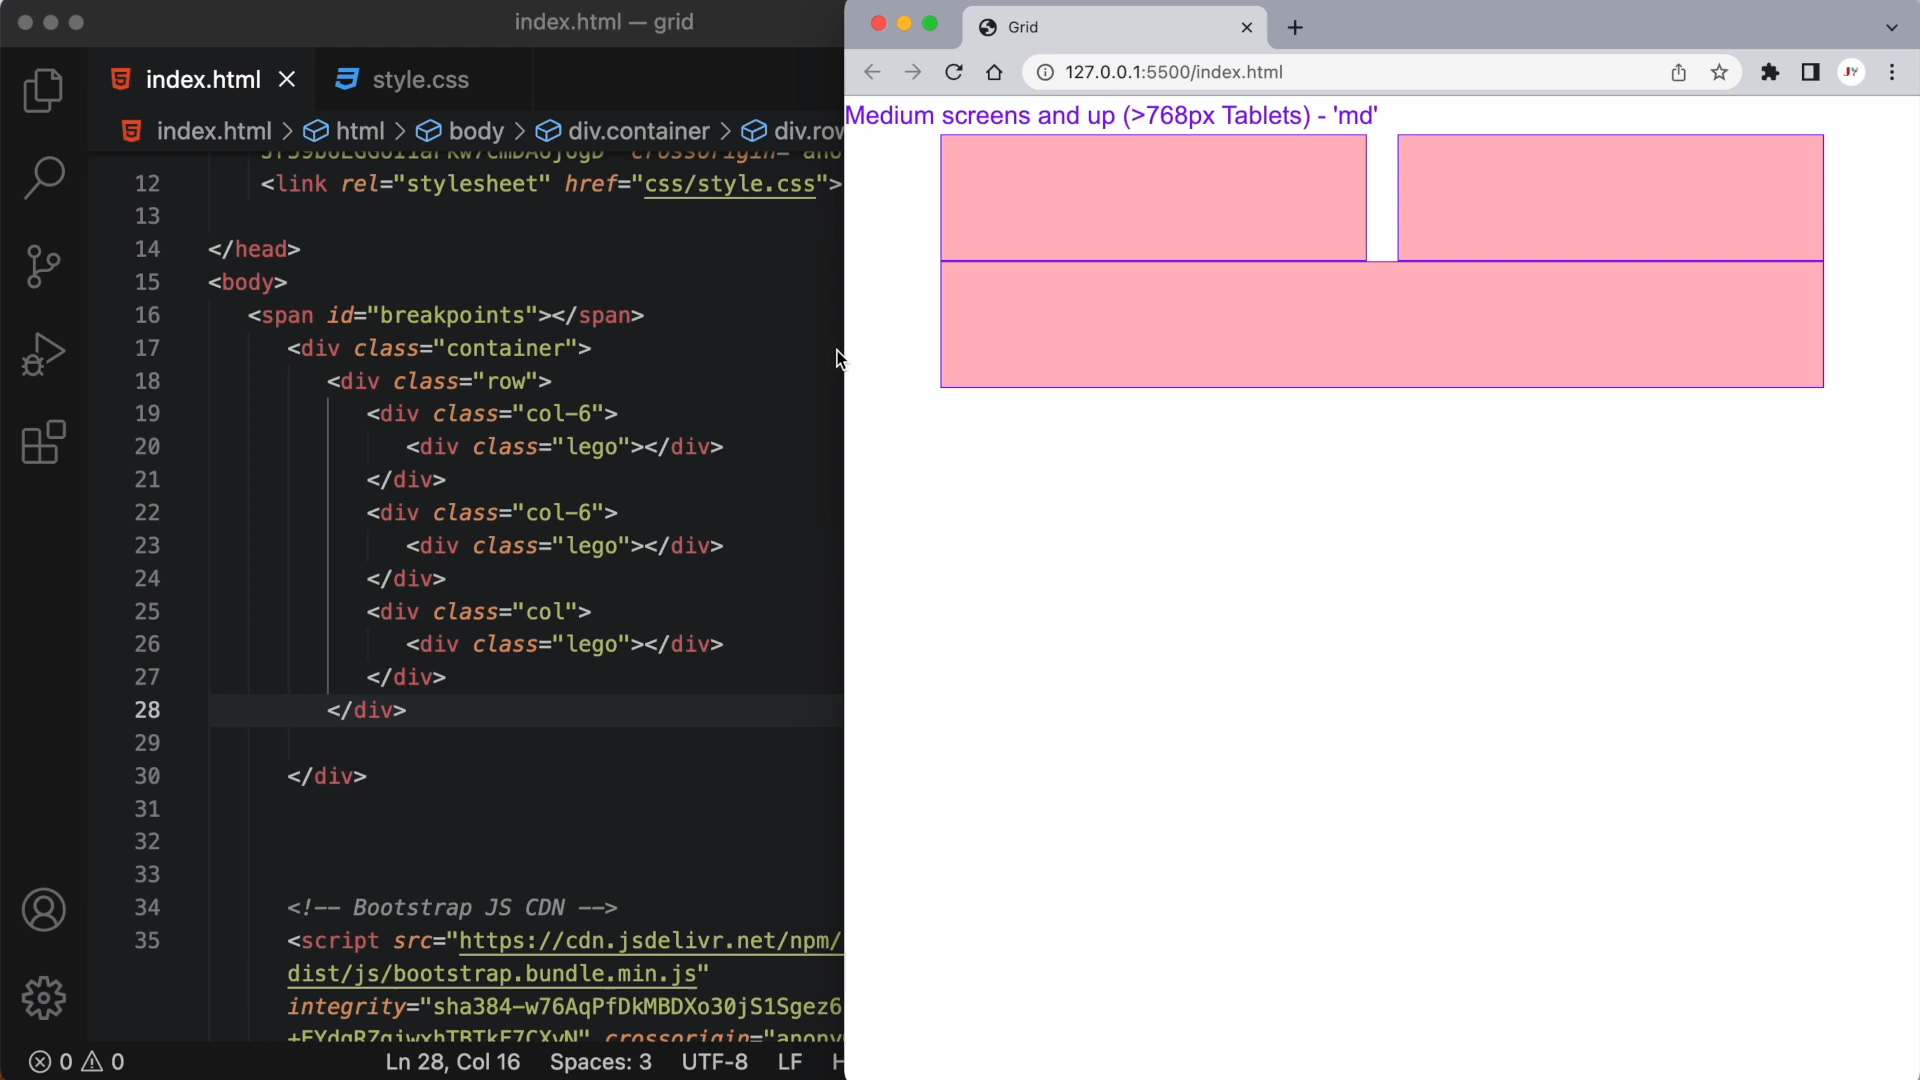 index.html — grid
index.html
style.css
index.html > html > body > div.container > div.row
12 <link rel="stylesheet" href="css/style.css">
13
14 </head>
15 <body>
16 <span id="breakpoints"></span>
17 <div class="container">
18 <div class="row">
19 <div class="col-6">
20 <div class="lego"></div>
21 </div>
22 <div class="col-6">
23 <div class="lego"></div>
24 </div>
25 <div class="col">
26 <div class="lego"></div>
27 </div>
28 </div>
29
30 </div>
31
32
33
34 <!-- Bootstrap JS CDN -->
35 <script src="https://cdn.jsdelivr.net/npm/
dist/js/bootstrap.bundle.min.js"
integrity="sha384-w76AqPfDkMBDXo30jS1Sgez6
crossorigin="anony
0 0 Ln 28, Col 16 Spaces: 3 UTF-8 LF H
Grid
127.0.0.1:5500/index.html
JY
Medium screens and up (>768px Tablets) - 'md'